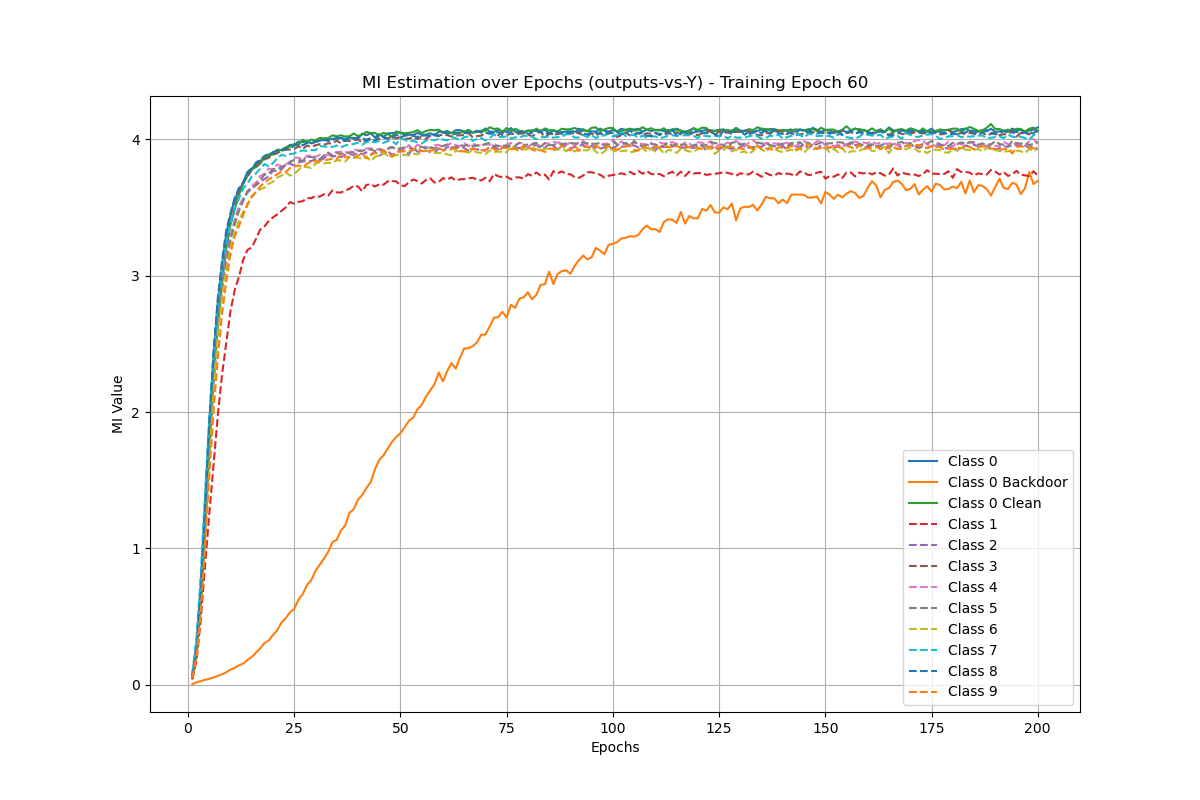 MI Estimation over Epochs (outputs-vs-Y) - Training Epoch 60
4
3
2
1
0
MI Value
0 25 50 75 100 125 150 175 200
Epochs
Class 0
Class 0 Backdoor
Class 0 Clean
Class 1
Class 2
Class 3
Class 4
Class 5
Class 6
Class 7
Class 8
Class 9